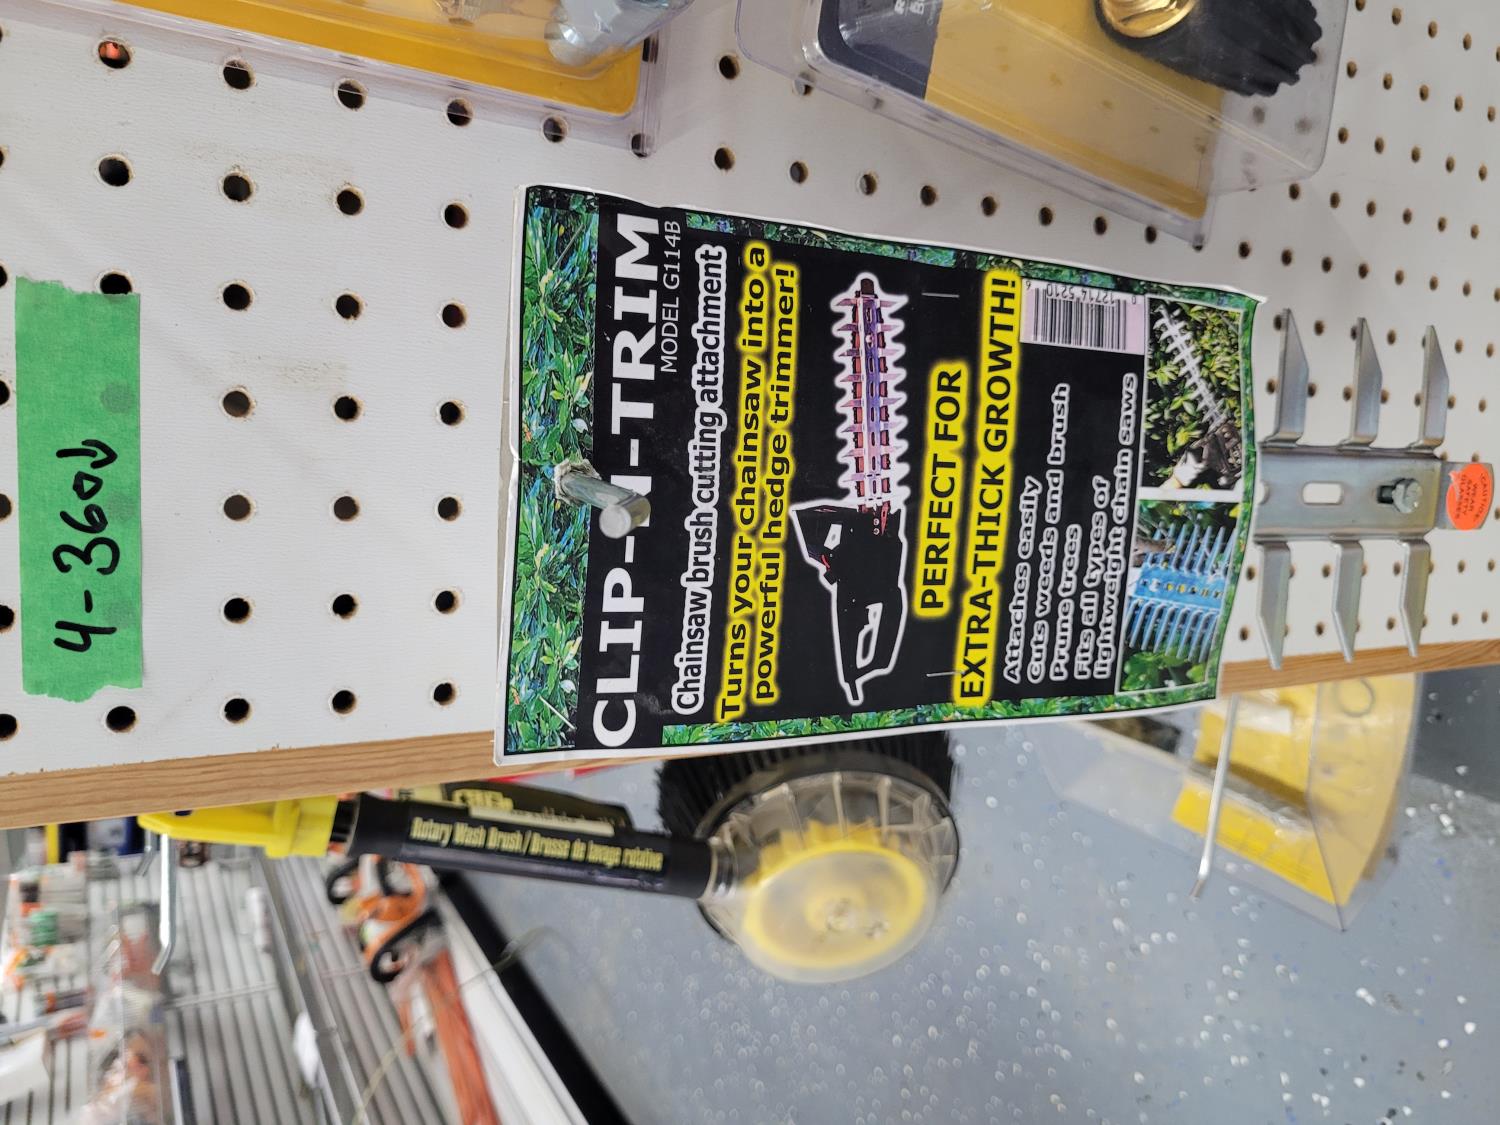 4-360
CLIP-N-TRIM
MODEL G114B
Chainsaw brush cutting attachment
Turns your chainsaw into a
powerful hedge trimmer!
PERFECT FOR
EXTRA-THICK GROWTH!
Attaches easily
Cuts weeds and brush
Prune trees
Fits all types of
lightweight chain saws
Rotary Wash Brush / Brosse de lavage rotative